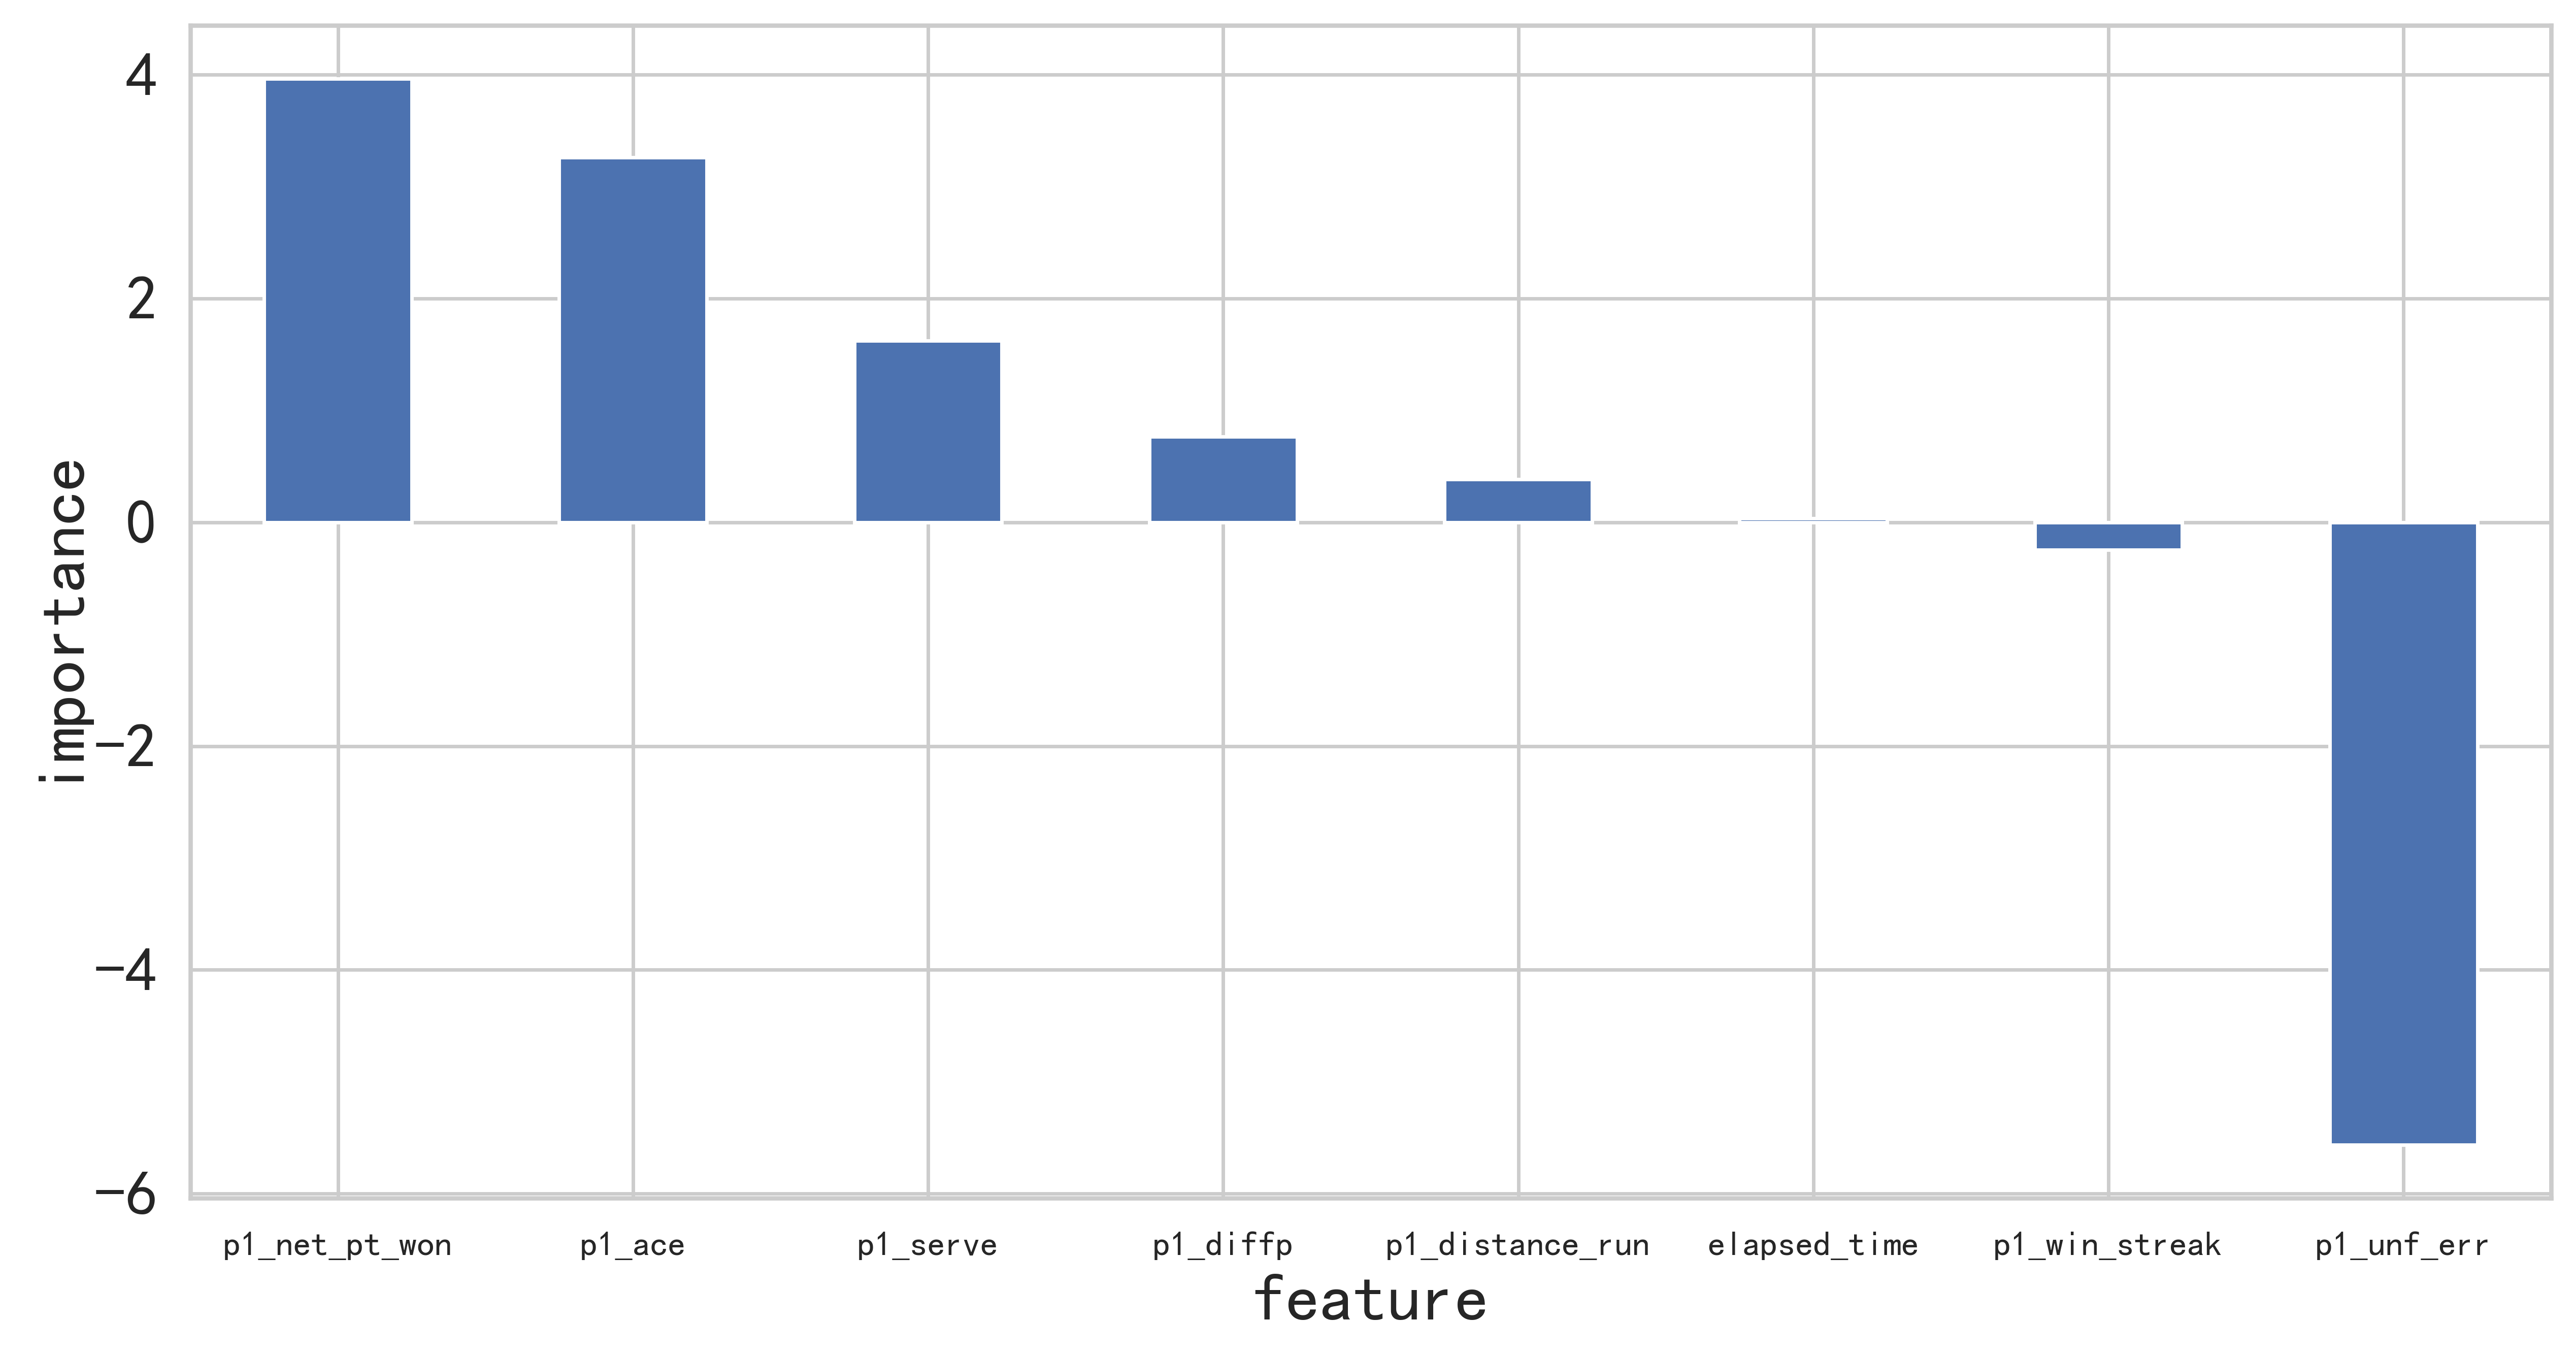 importance
4
2
0
−2
−4
−6
p1_net_pt_won p1_ace p1_serve p1_diffp p1_distance_run elapsed_time p1_win_streak p1_unf_err
feature